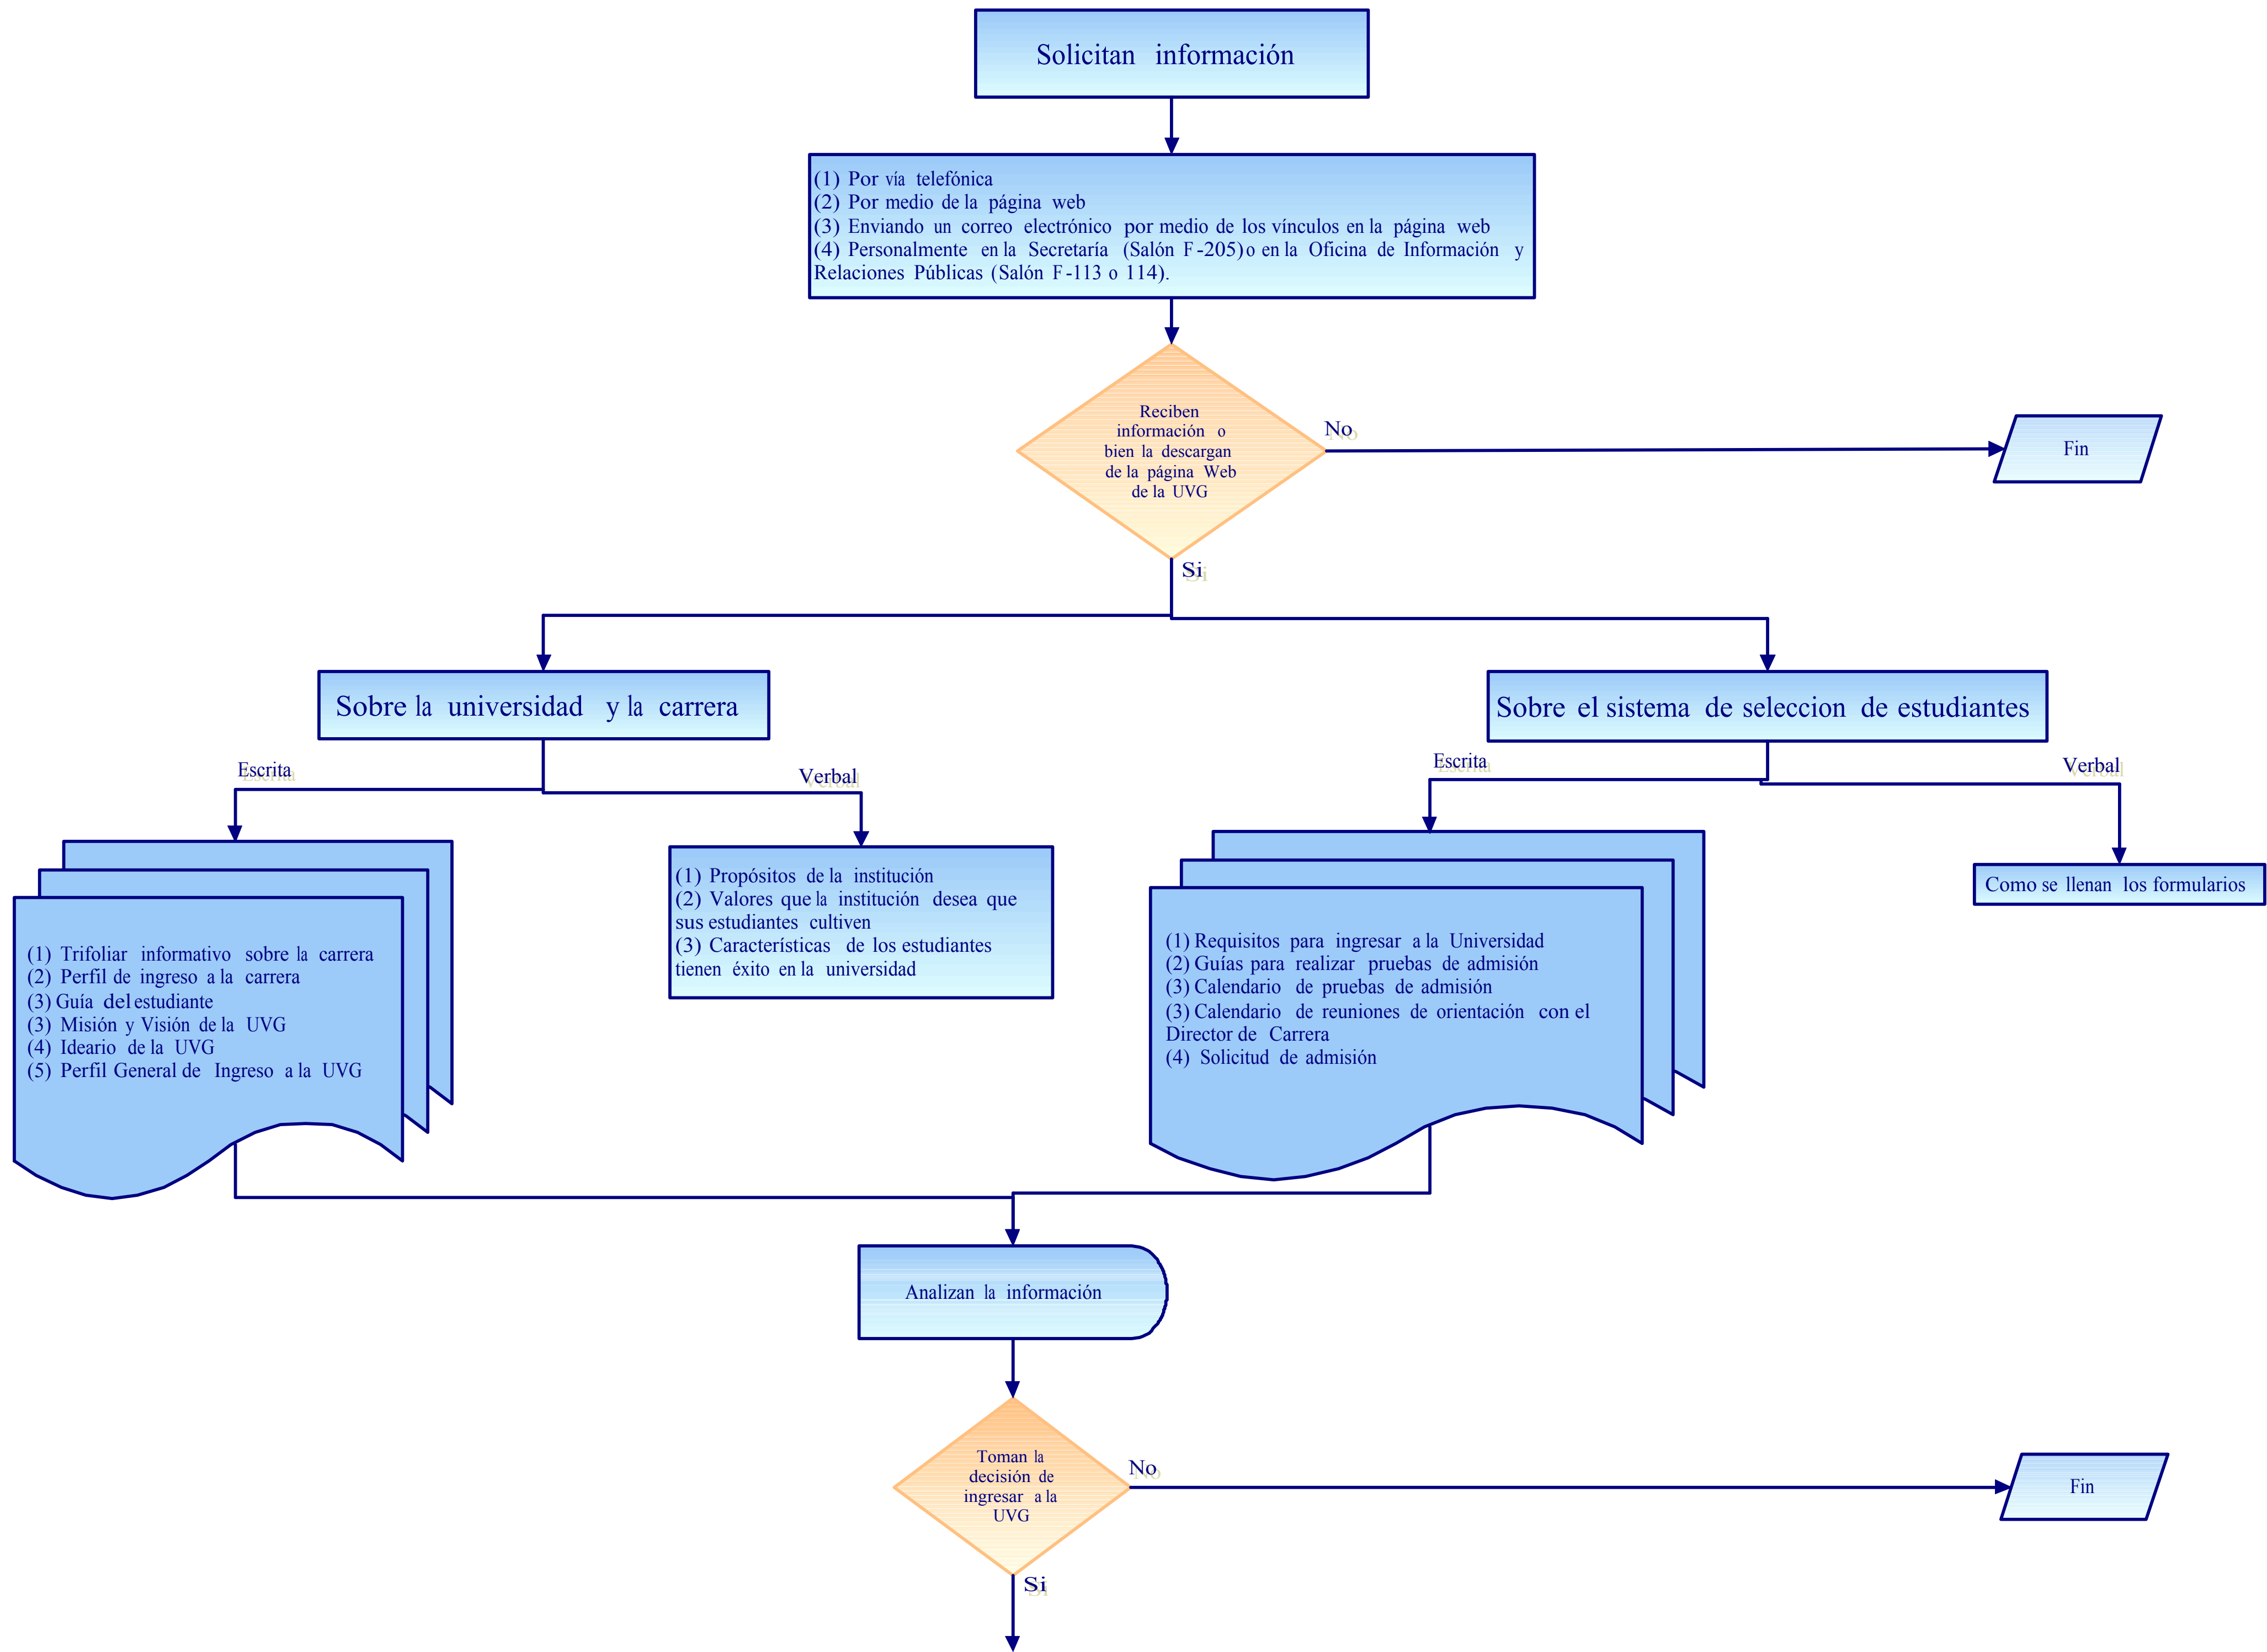 Solicitan información
(1) Por vía telefónica
(2) Por medio de la página web
(3) Enviando un correo electrónico por medio de los vínculos en la página web
(4) Personalmente en la Secretaría (Salón F-205) o en la Oficina de Información y
Relaciones Públicas (Salón F-113 o 114).
Reciben
información o
bien la descargan
de la página Web
de la UVG
No
Fin
Si
Sobre la universidad y la carrera
Sobre el sistema de seleccion de estudiantes
Escrita
Verbal
Escrita
Verbal
(1) Trifoliar informativo sobre la carrera
(2) Perfil de ingreso a la carrera
(3) Guía del estudiante
(3) Misión y Visión de la UVG
(4) Ideario de la UVG
(5) Perfil General de Ingreso a la UVG
(1) Propósitos de la institución
(2) Valores que la institución desea que
sus estudiantes cultiven
(3) Características de los estudiantes
tienen éxito en la universidad
(1) Requisitos para ingresar a la Universidad
(2) Guías para realizar pruebas de admisión
(3) Calendario de pruebas de admisión
(3) Calendario de reuniones de orientación con el
Director de Carrera
(4) Solicitud de admisión
Como se llenan los formularios
Analizan la información
Toman la
decisión de
ingresar a la
UVG
No
Fin
Si